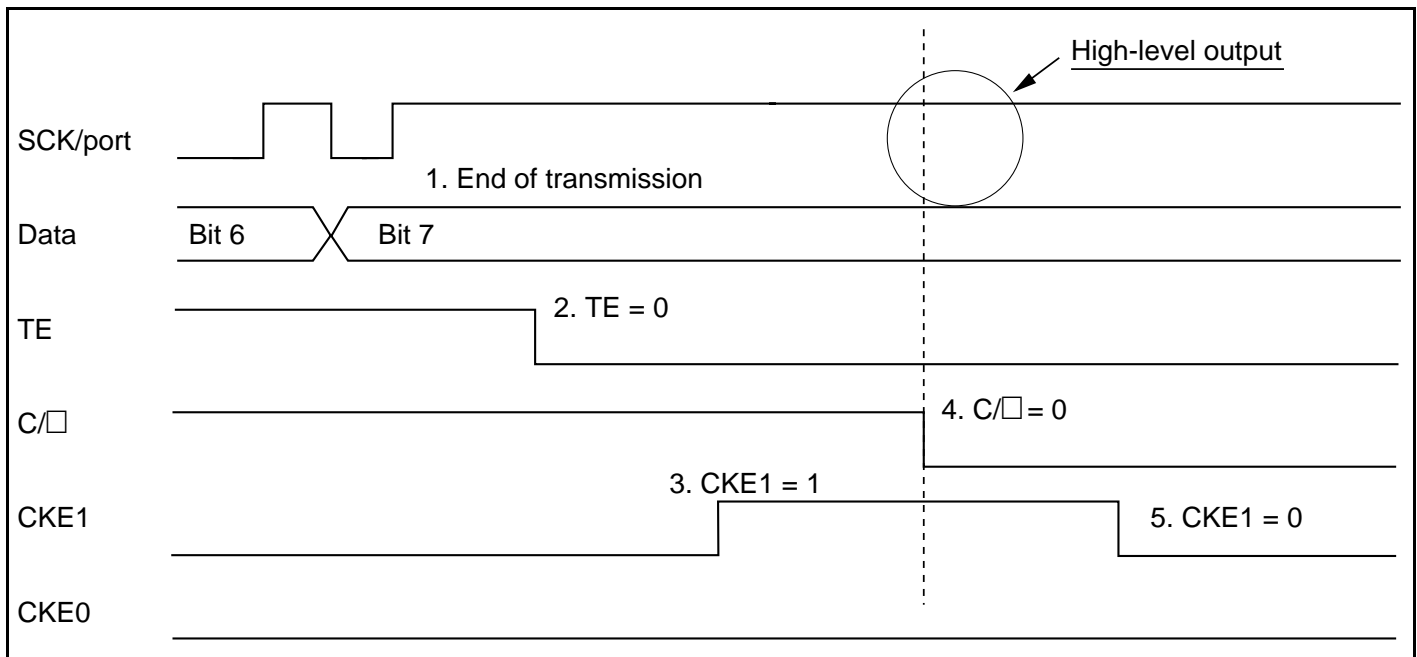 High-level output
SCK/port
1. End of transmission
Data
Bit 6
Bit 7
TE
2. TE = 0
C/□
4. C/□ = 0
3. CKE1 = 1
CKE1
5. CKE1 = 0
CKE0